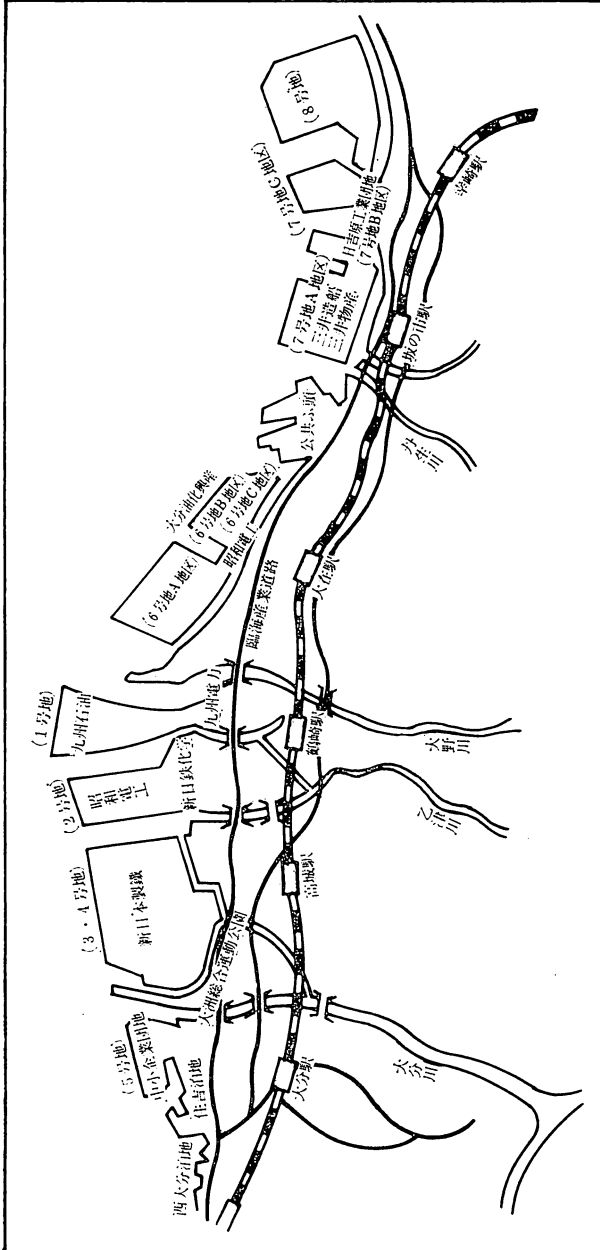 西大分泊地
住吉泊地
(5号地)
中小企業団地
大洲総合運動公園
(3・4号地)
新日本製鐵
(2号地)
昭和電工
新日鉄化学
(1号地)
九州石油
九州電力
臨海産業道路
(6号地A地区)
大分油化興産
(6号地B地区)
(6号地C地区)
昭和電工
公共ふ頭
(7号地A地区)
三井造船
三井物産
日吉原工業団地
(7号地B地区)
(7号地C地区)
(8号地)
大分駅
高城駅
鶴崎駅
大在駅
坂の市駅
幸崎駅
大分川
乙津川
大野川
丹生川